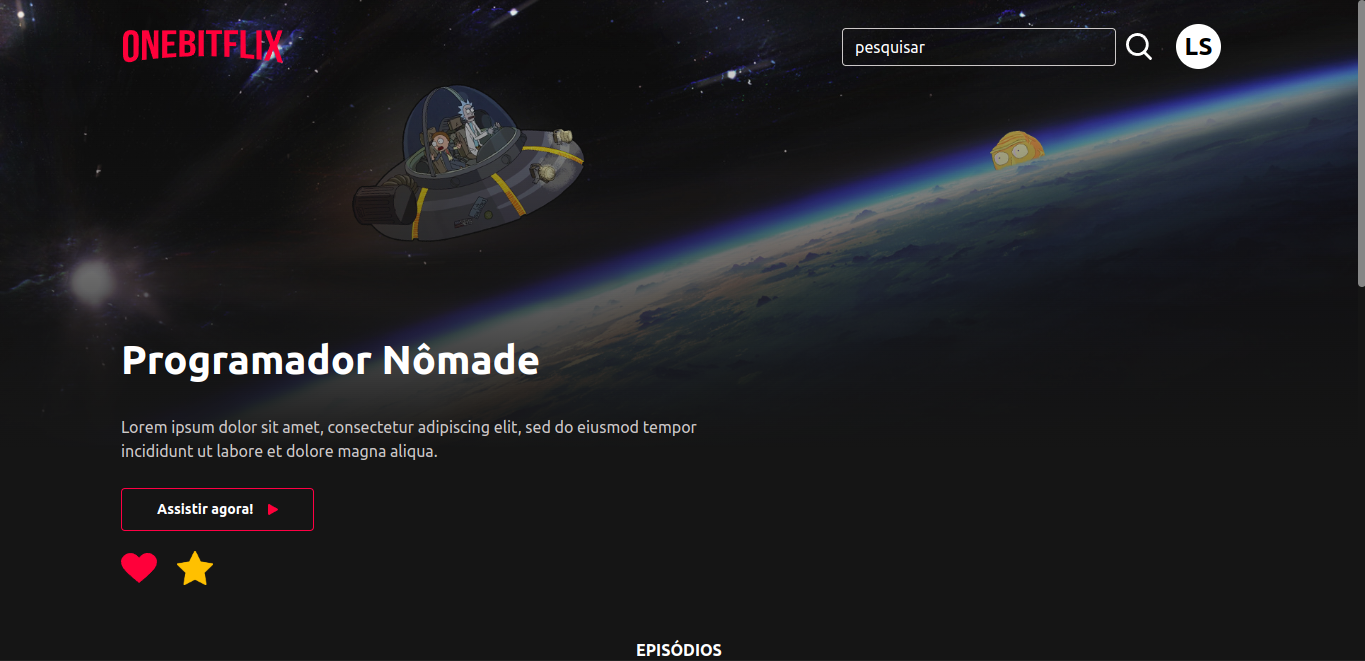 ONEBITFLIX
pesquisar
LS
Programador Nômade
Lorem ipsum dolor sit amet, consectetur adipiscing elit, sed do eiusmod tempor
incididunt ut labore et dolore magna aliqua.
Assistir agora!
EPISÓDIOS